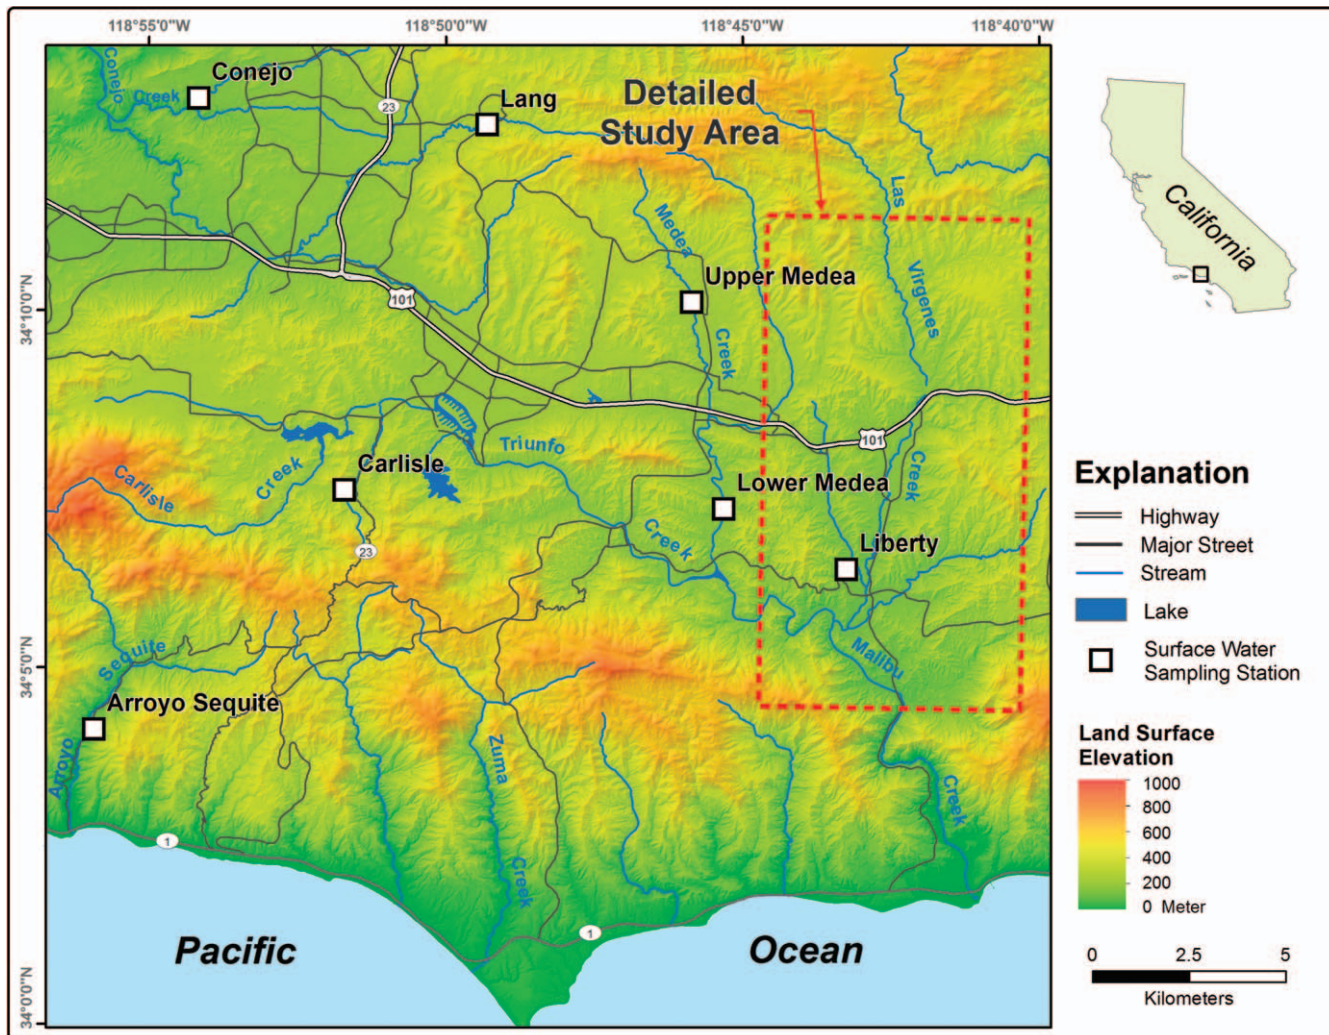 118°55'0"W
118°50'0"W
118°45'0"W
118°40'0"W
34°10'0"N
34°5'0"N
34°0'0"N
Conejo
Conejo
Creek
23
Lang
Detailed
Study Area
Las
Virgenes
Creek
Medea
Creek
Upper Medea
101
101
Triunfo
Creek
Carlisle
Creek
Carlisle
23
Lower Medea
Liberty
Malibu
Creek
Sequite
Arroyo
Arroyo Sequite
Zuma
Creek
1
1
Pacific
Ocean
California
Explanation
Highway
Major Street
Stream
Lake
Surface Water
Sampling Station
Land Surface
Elevation
1000
800
600
400
200
0 Meter
0
2.5
5
Kilometers